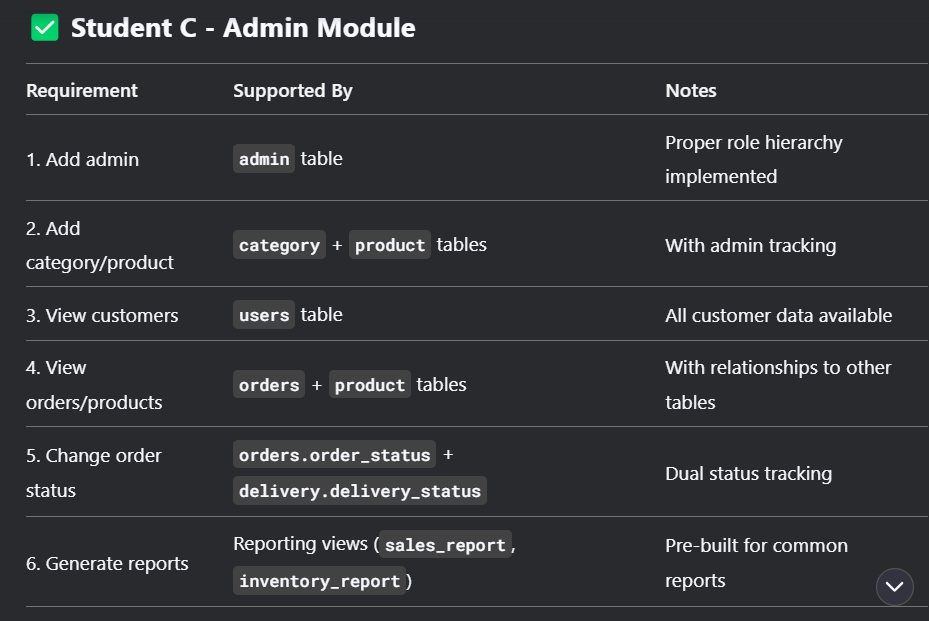 ✅ Student C - Admin Module
Requirement Supported By Notes
1. Add admin admin table Proper role hierarchy
implemented
2. Add
category/product category + product tables With admin tracking
3. View customers users table All customer data available
4. View
orders/products orders + product tables With relationships to other
tables
5. Change order
status orders.order_status +
delivery.delivery_status Dual status tracking
6. Generate reports Reporting views (sales_report,
inventory_report) Pre-built for common
reports